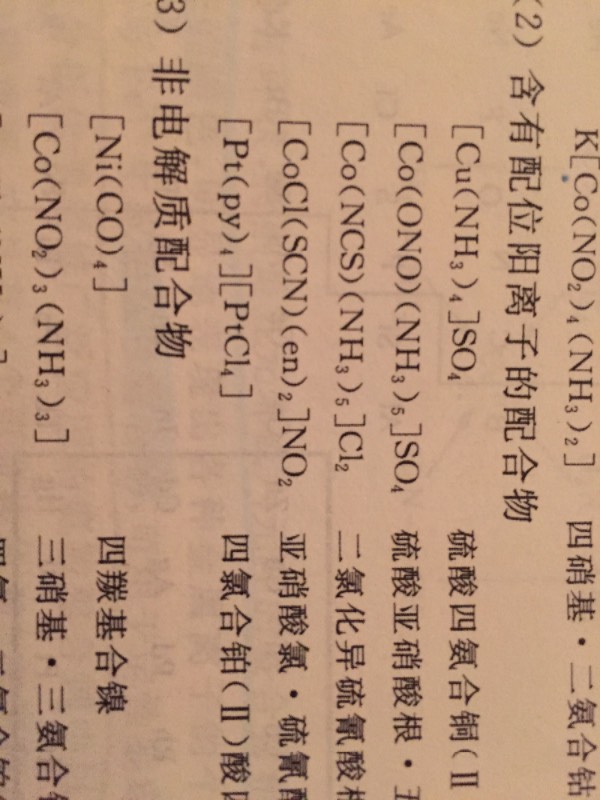 K[Co(NO₂)₄(NH₃)₂] 四硝基·二氨合钴
(2) 含有配位阳离子的配合物
[Cu(NH₃)₄]SO₄ 硫酸四氨合铜(Ⅱ
[Co(ONO)(NH₃)₅]SO₄ 硫酸亚硝酸根·五
[Co(NCS)(NH₃)₅]Cl₂ 二氯化异硫氰酸根
[CoCl(SCN)(en)₂]NO₂ 亚硝酸氯·硫氰酸
[Pt(py)₄][PtCl₄] 四氯合铂(Ⅱ)酸四
3) 非电解质配合物
[Ni(CO)₄] 四羰基合镍
[Co(NO₂)₃(NH₃)₃] 三硝基·三氨合